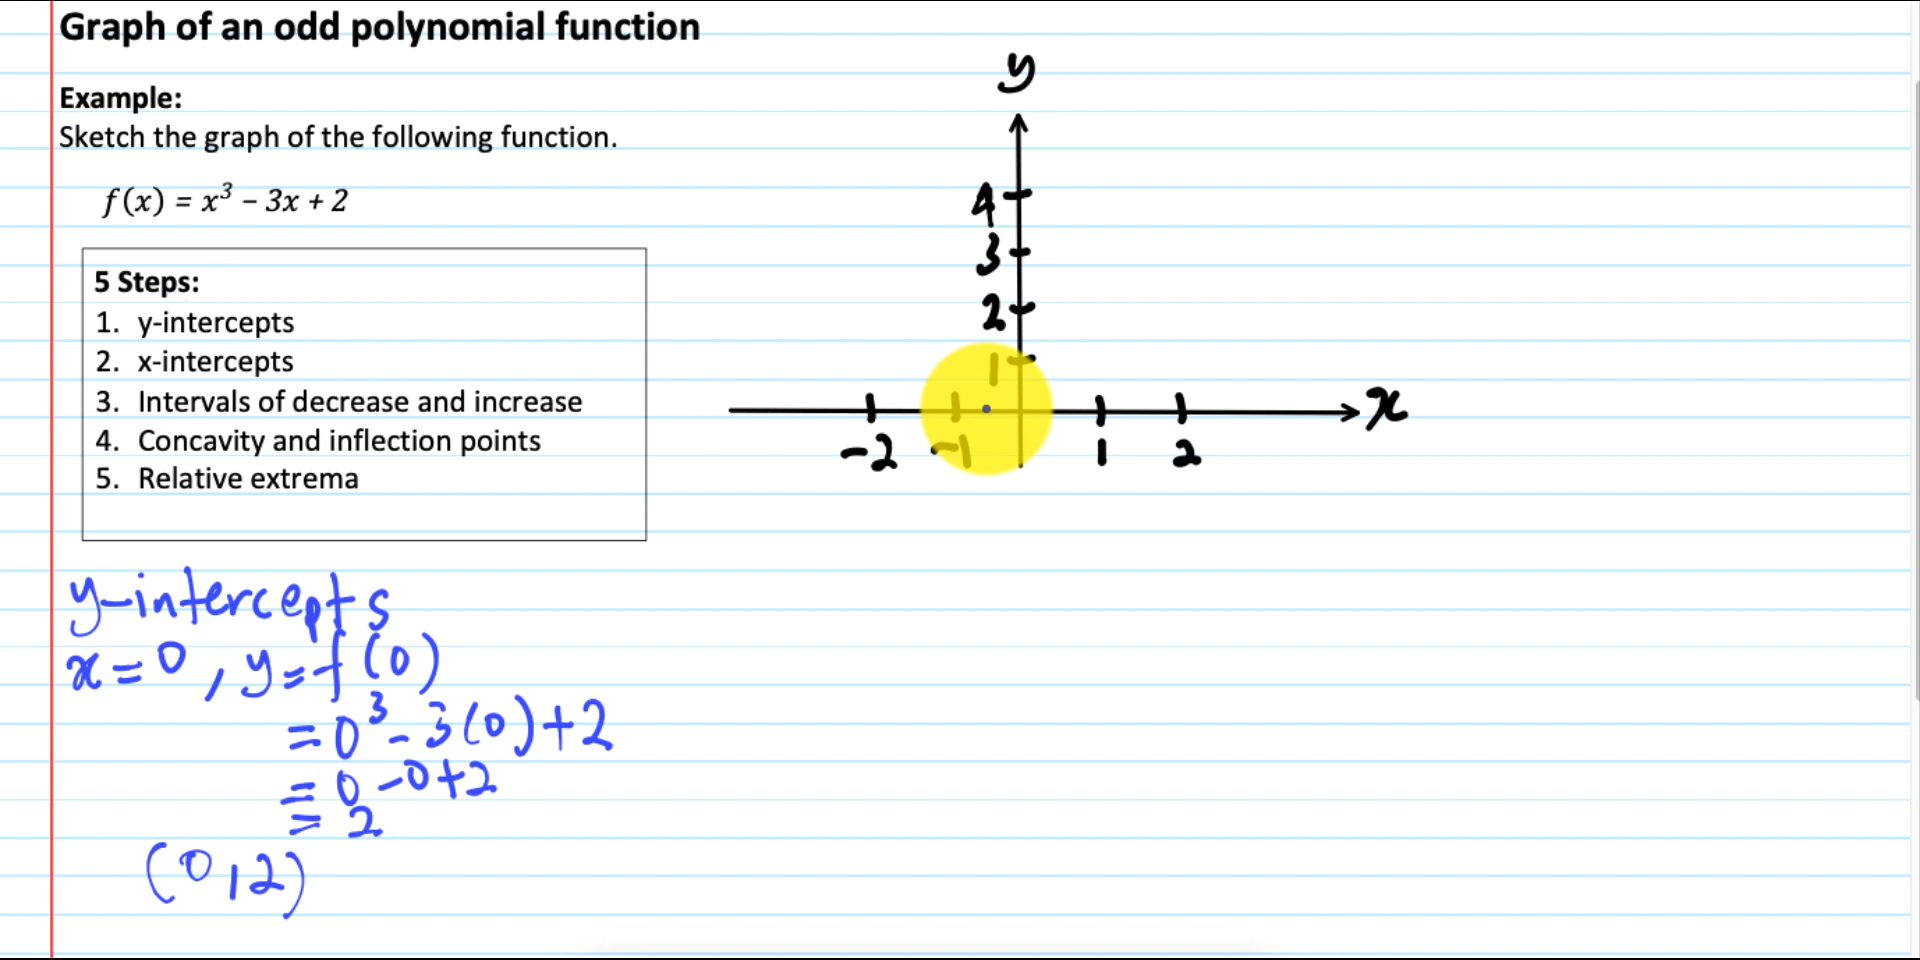 Graph of an odd polynomial function
Example:
Sketch the graph of the following function.
f(x) = x³ − 3x + 2
5 Steps:
1. y-intercepts
2. x-intercepts
3. Intervals of decrease and increase
4. Concavity and inflection points
5. Relative extrema
y-intercepts
x = 0 , y = f(0)
= 0³ - 3(0) + 2
= 0 - 0 + 2
= 2
(0,2)
y
4
3
2
1
x
-2 -1 1 2